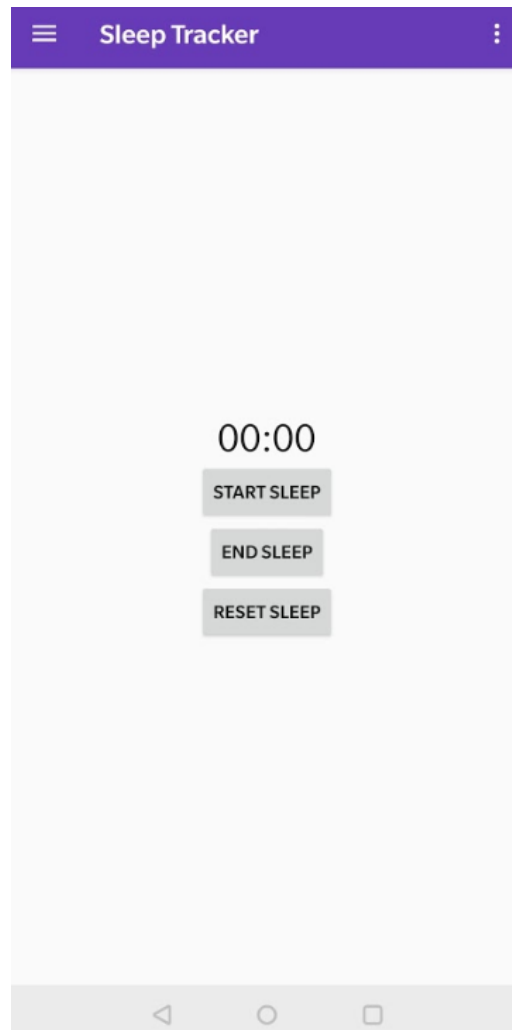 Sleep Tracker
00:00
START SLEEP
END SLEEP
RESET SLEEP